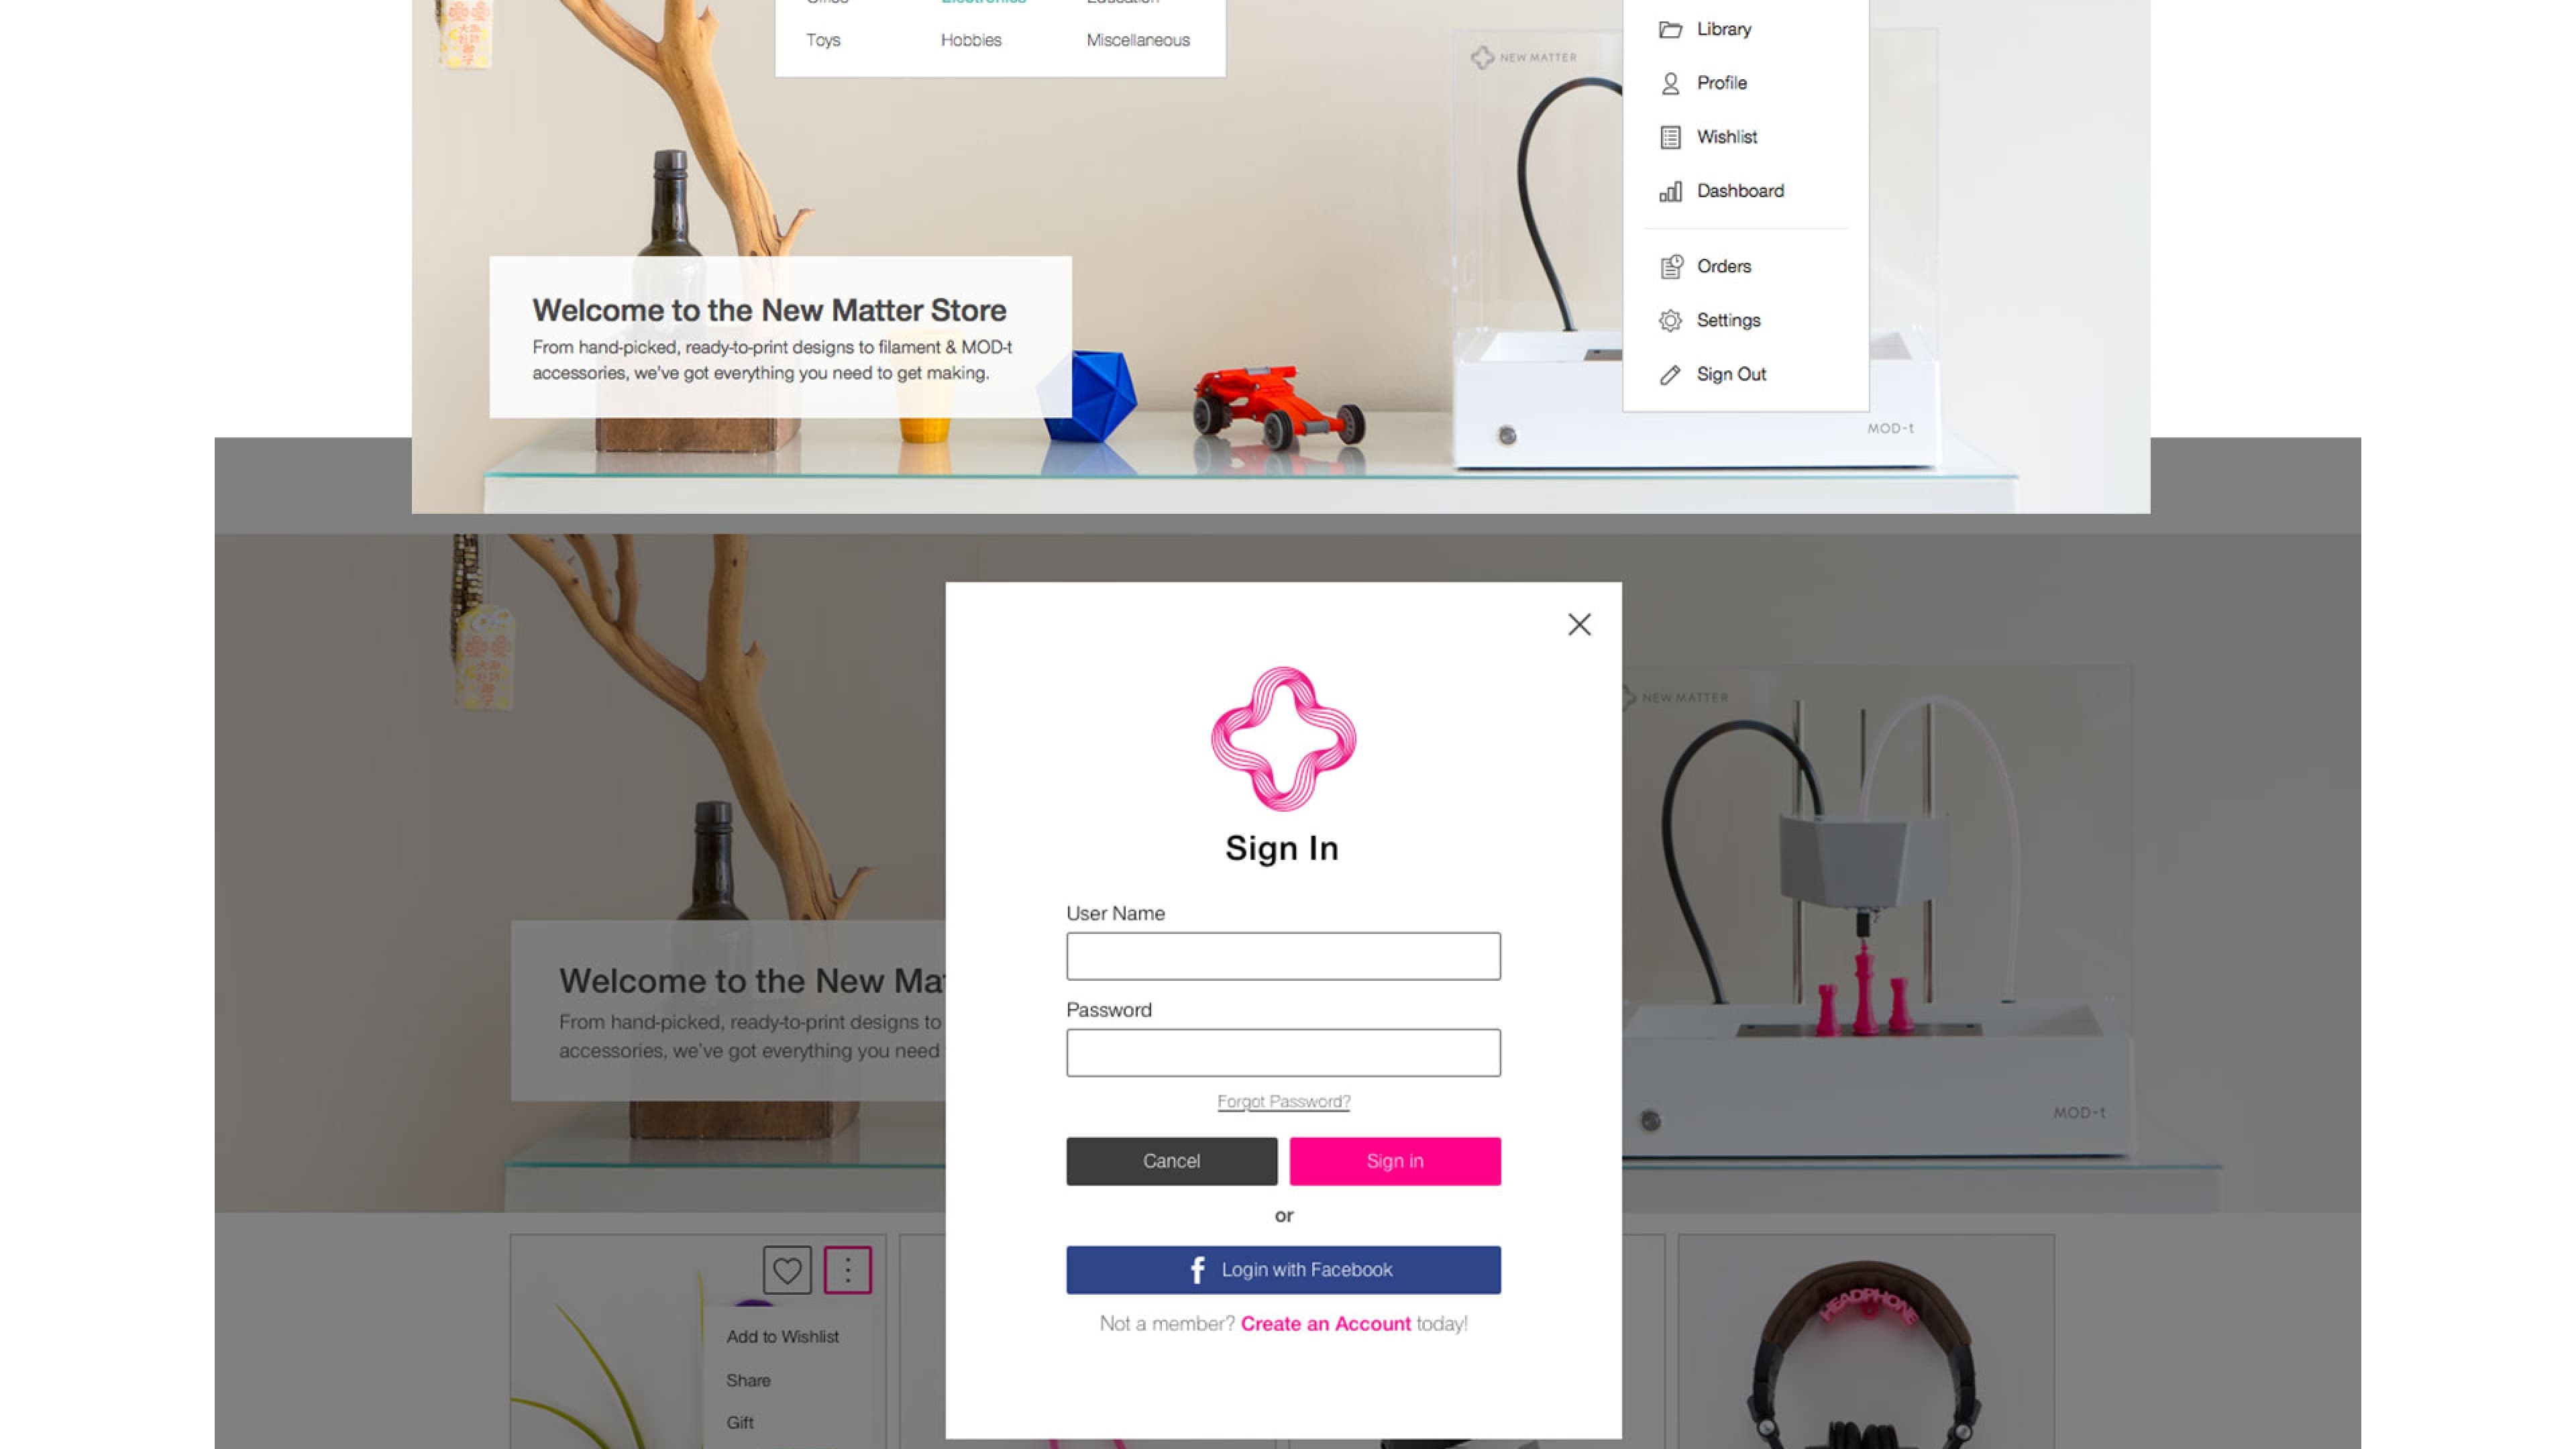 Electronics
Toys
Hobbies
Miscellaneous
Library
Profile
Wishlist
Dashboard
Orders
Settings
Sign Out
NEW MATTER
Welcome to the New Matter Store
From hand-picked, ready-to-print designs to filament & MOD-t
accessories, we've got everything you need to get making.
MOD-t
Sign In
User Name
Password
Forgot Password?
Cancel
Sign in
or
f Login with Facebook
Not a member? Create an Account today!
NEW MATTER
Welcome to the New Mat
From hand-picked, ready-to-print designs to
accessories, we've got everything you need
MOD-t
Add to Wishlist
Share
Gift
HEADPHONE